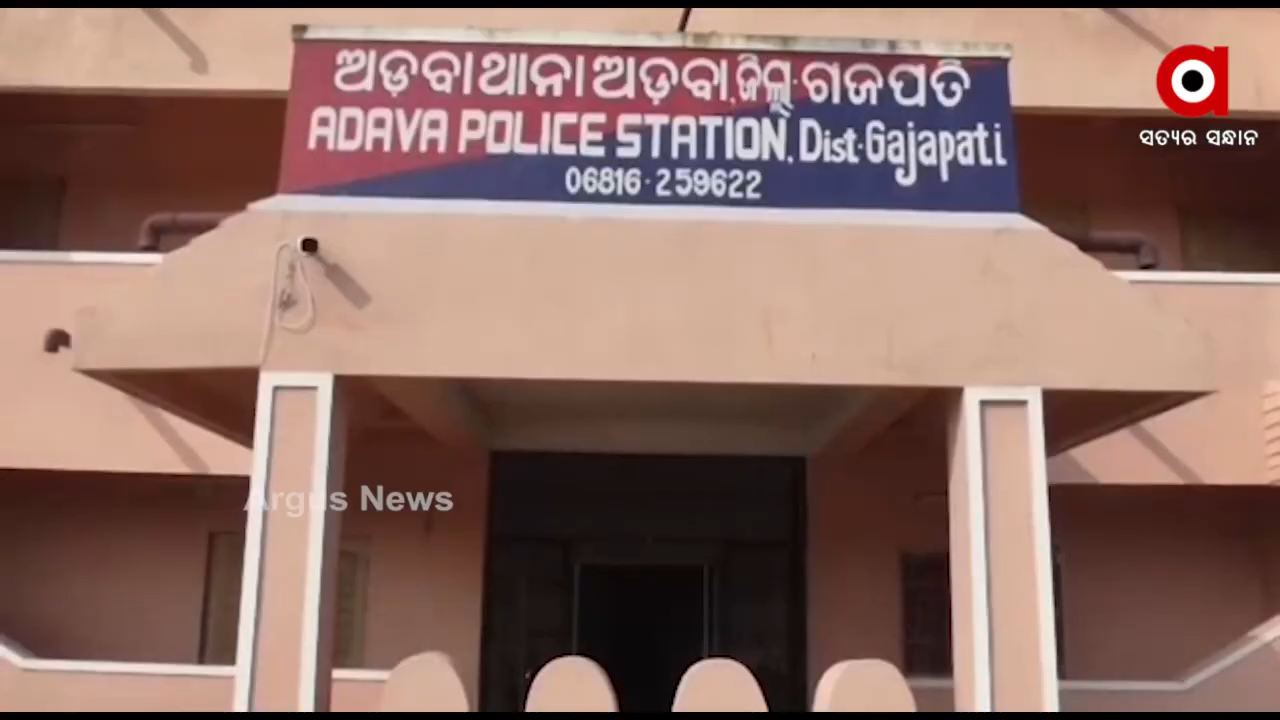 ଅଡ଼ବା ଥାନା ଅଡ଼ବା, ଜିଲ୍ଲା-ଗଜପତି
ADAVA POLICE STATION, Dist-Gajapati
06816-259622
ସତ୍ୟର ସନ୍ଧାନ
Argus News